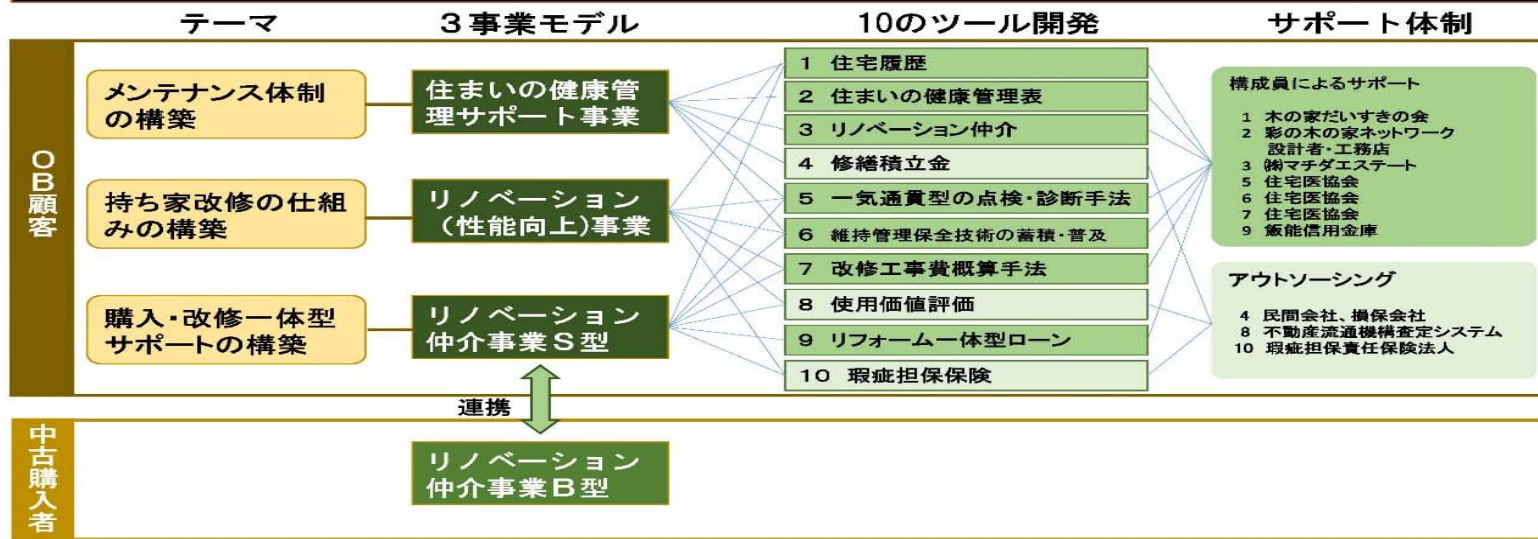 テーマ
3事業モデル
10のツール開発
サポート体制
OB顧客
メンテナンス体制
の構築
持ち家改修の仕組
みの構築
購入・改修一体型
サポートの構築
住まいの健康管
理サポート事業
リノベーション
(性能向上)事業
リノベーション
仲介事業S型
連携
1 住宅履歴
2 住まいの健康管理表
3 リノベーション仲介
4 修繕積立金
5 一気通貫型の点検・診断手法
6 維持管理保全技術の蓄積・普及
7 改修工事費概算手法
8 使用価値評価
9 リフォーム一体型ローン
10 瑕疵担保保険
構成員によるサポート
1 木の家だいすきの会
2 彩の木の家ネットワーク
設計者・工務店
3 ㈱マチダエステート
5 住宅医協会
6 住宅医協会
7 住宅医協会
9 飯能信用金庫
アウトソーシング
4 民間会社、損保会社
8 不動産流通機構査定システム
10 瑕疵担保責任保険法人
中古購入者
リノベーション
仲介事業B型